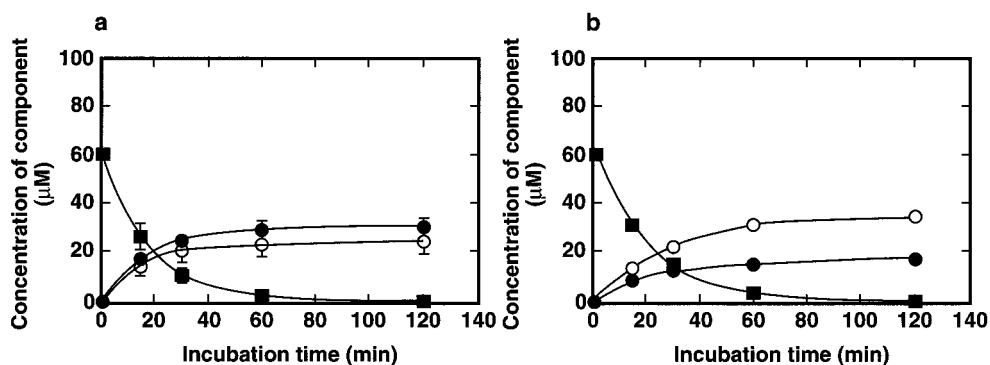 a
Concentration of component
(μM)
100
80
60
40
20
0
0 20 40 60 80 100 120 140
Incubation time (min)
b
Concentration of component
(μM)
100
80
60
40
20
0
0 20 40 60 80 100 120 140
Incubation time (min)